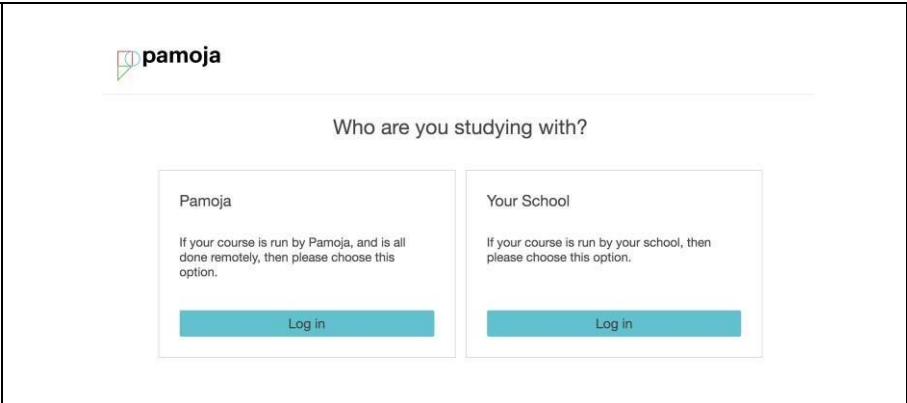 pamoja
Who are you studying with?
Pamoja
If your course is run by Pamoja, and is all
done remotely, then please choose this
option.
Log in
Your School
If your course is run by your school, then
please choose this option.
Log in